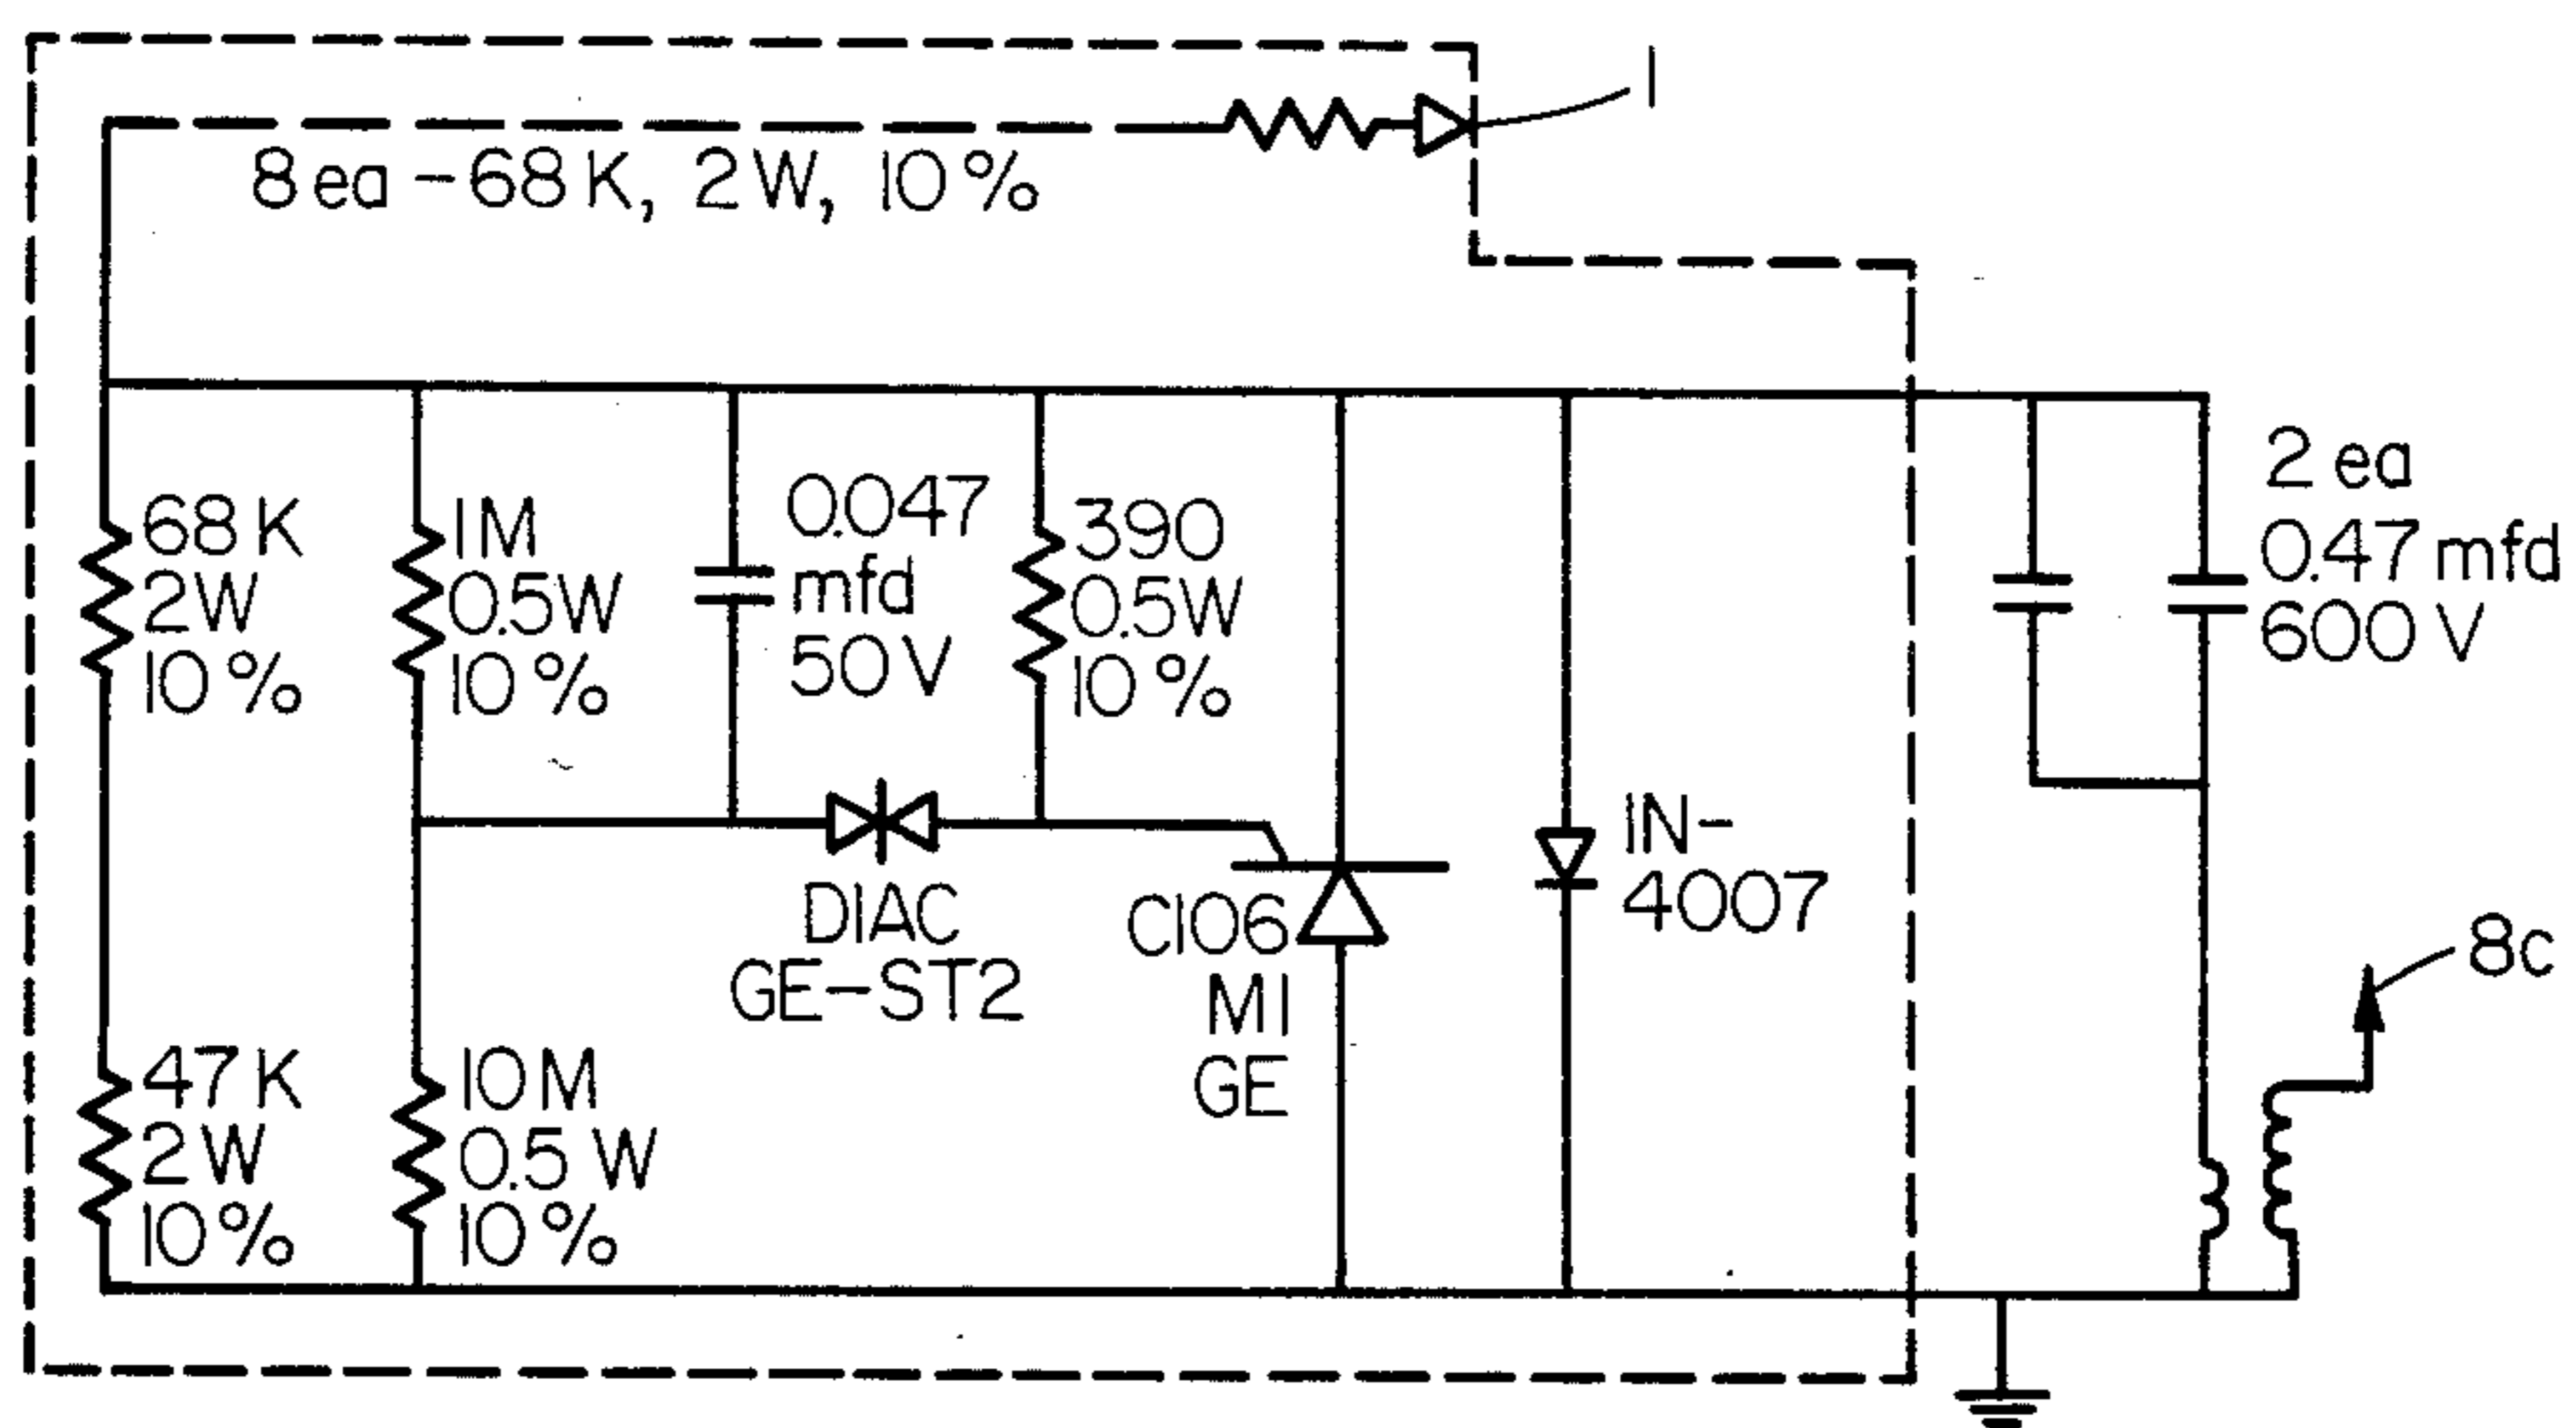 1
8 ea - 68 K, 2 W, 10 %
68 K
2 W
10 %
1 M
0.5 W
10 %
0.047
mfd
50 V
390
0.5 W
10 %
2 ea
0.47 mfd
600 V
DIAC
GE-ST2
C106
M1
GE
1N-
4007
8c
47 K
2 W
10 %
10 M
0.5 W
10 %